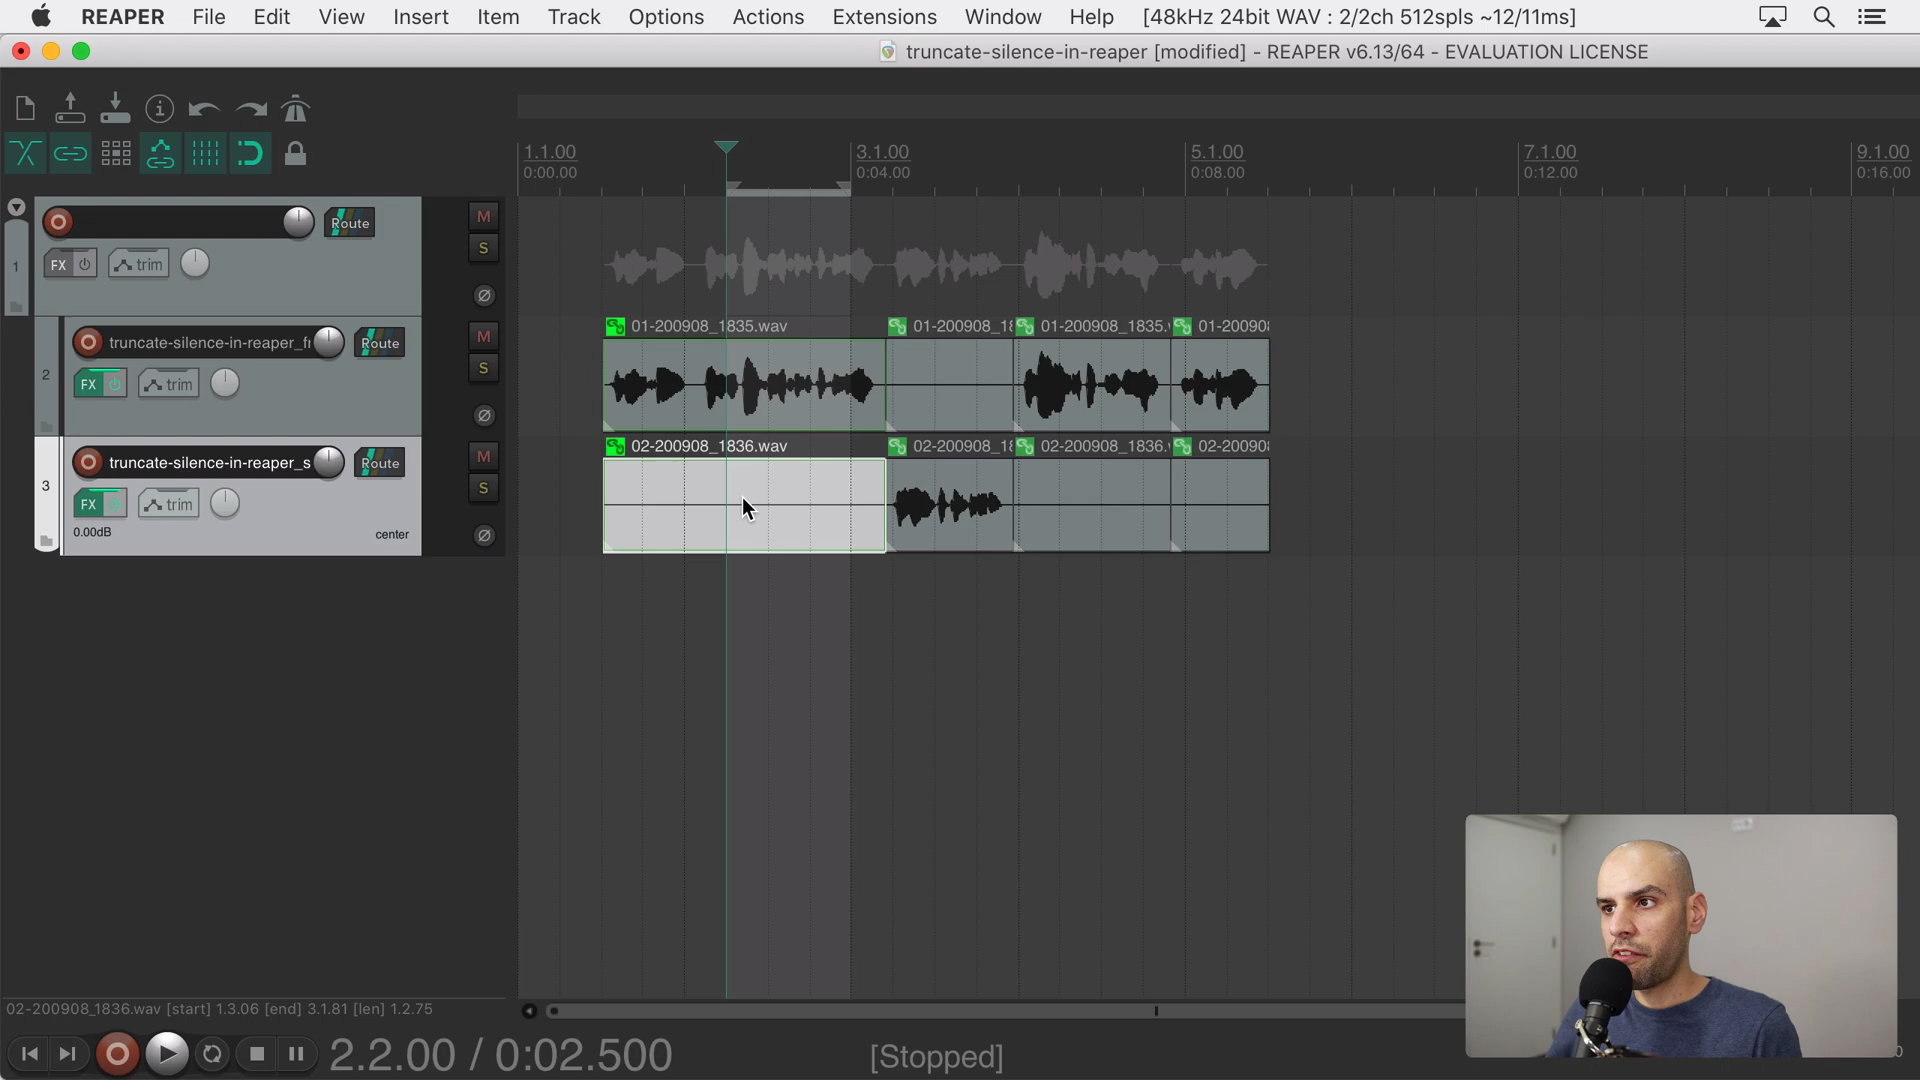 REAPER File Edit View Insert Item Track Options Actions Extensions Window Help [48kHz 24bit WAV : 2/2ch 512spls ~12/11ms]
truncate-silence-in-reaper [modified] - REAPER v6.13/64 - EVALUATION LICENSE
1.1.00 3.1.00 5.1.00 7.1.00 9.1.00
0:00.00 0:04.00 0:08.00 0:12.00 0:16.00
1 Route M
FX trim S
01-200908_1835.wav 01-200908_18 01-200908_1835. 01-20090
2 truncate-silence-in-reaper_fr Route M
FX trim S
02-200908_1836.wav 02-200908_18 02-200908_1836. 02-20090
3 truncate-silence-in-reaper_s Route M
FX trim S
0.00dB center
02-200908_1836.wav [start] 1.3.06 [end] 3.1.81 [len] 1.2.75
2.2.00 / 0:02.500 [Stopped]